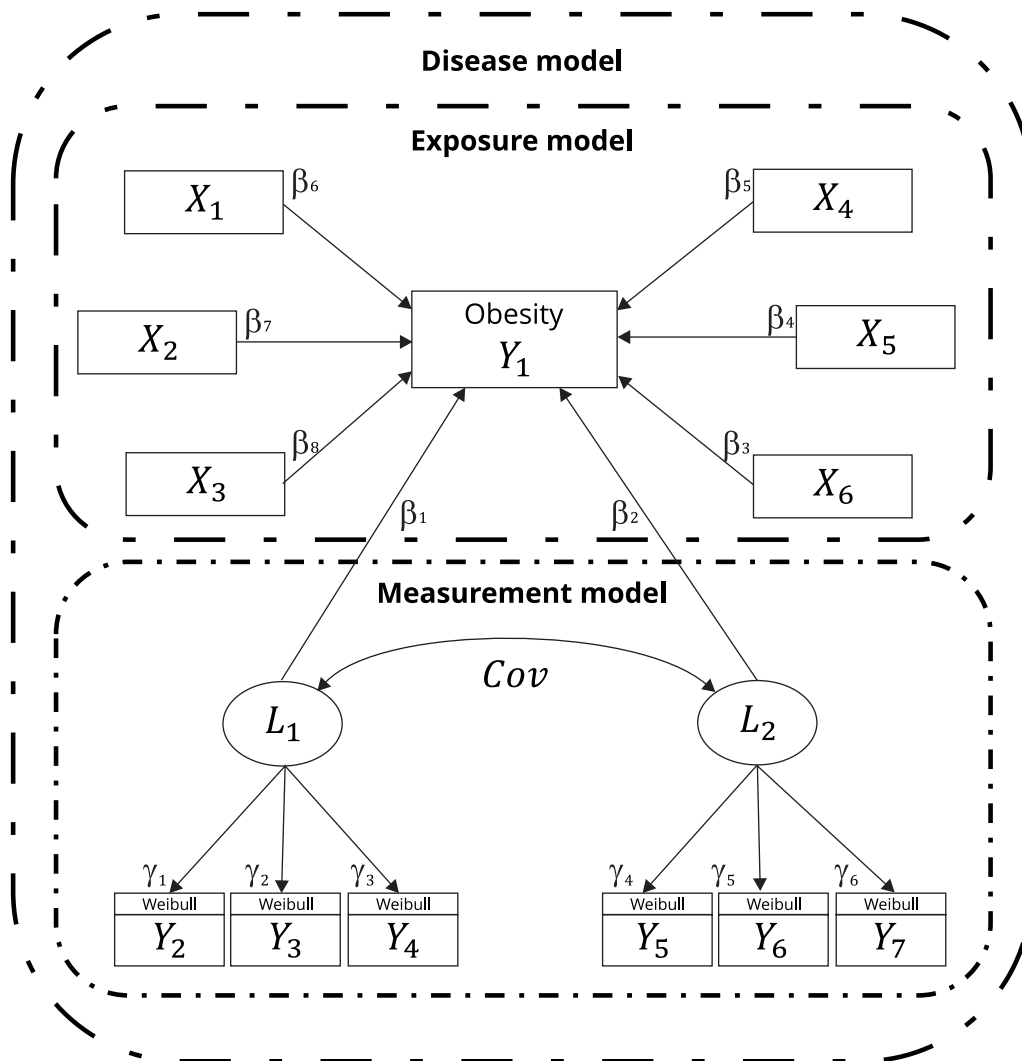 Disease model
Exposure model
β₆
X₁
β₅
X₄
Obesity
Y₁
β₇
X₂
β₄
X₅
β₈
X₃
β₃
X₆
β₁
β₂
Measurement model
Cov
L₁
L₂
γ₁
γ₂
γ₃
γ₄
γ₅
γ₆
Weibull
Weibull
Weibull
Weibull
Weibull
Weibull
Y₂
Y₃
Y₄
Y₅
Y₆
Y₇